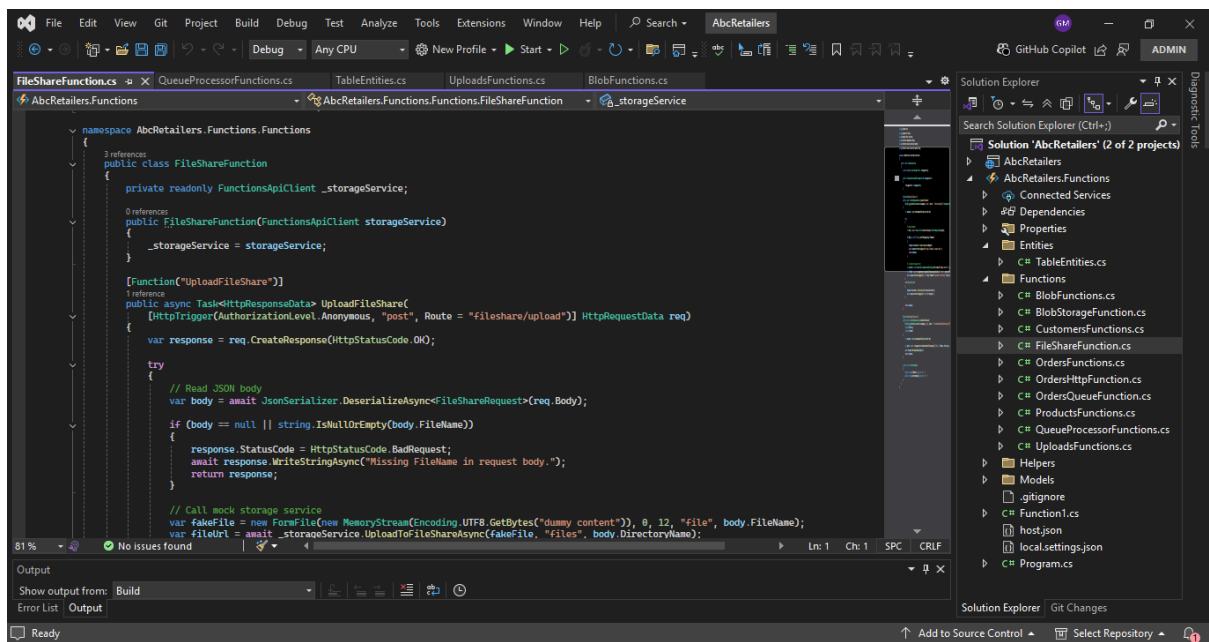 File Edit View Git Project Build Debug Test Analyze Tools Extensions Window Help Search AbcRetailers GM
Debug Any CPU New Profile Start GitHub Copilot ADMIN
FileShareFunction.cs QueueProcessorFunctions.cs TableEntities.cs UploadsFunctions.cs BlobFunctions.cs
AbcRetailers.Functions AbcRetailers.Functions.Functions.FileShareFunction _storageService
namespace AbcRetailers.Functions.Functions
{
3 references
public class FileShareFunction
{
private readonly FunctionsApiClient _storageService;
0 references
public FileShareFunction(FunctionsApiClient storageService)
{
_storageService = storageService;
}
[Function("UploadFileShare")]
1 reference
public async Task<HttpResponseData> UploadFileShare(
[HttpTrigger(AuthorizationLevel.Anonymous, "post", Route = "fileshare/upload")] HttpRequestData req)
{
var response = req.CreateResponse(HttpStatusCode.OK);
try
{
// Read JSON body
var body = await JsonSerializer.DeserializeAsync<FileShareRequest>(req.Body);
if (body == null || string.IsNullOrEmpty(body.FileName))
{
response.StatusCode = HttpStatusCode.BadRequest;
await response.WriteStringAsync("Missing FileName in request body.");
return response;
}
// Call mock storage service
var fakeFile = new FormFile(new MemoryStream(Encoding.UTF8.GetBytes("dummy content")), 0, 12, "file", body.FileName);
var fileUrl = await _storageService.UploadToFileShareAsync(fakeFile, "files", body.DirectoryName);
81 % No issues found Ln: 1 Ch: 1 SPC CRLF
Output
Show output from: Build
Error List Output
Solution Explorer
Search Solution Explorer (Ctrl+;)
Solution 'AbcRetailers' (2 of 2 projects)
AbcRetailers
AbcRetailers.Functions
Connected Services
Dependencies
Properties
Entities
C# TableEntities.cs
Functions
C# BlobFunctions.cs
C# BlobStorageFunction.cs
C# CustomersFunctions.cs
C# FileShareFunction.cs
C# OrdersFunctions.cs
C# OrdersHttpFunction.cs
C# OrdersQueueFunction.cs
C# ProductsFunctions.cs
C# QueueProcessorFunctions.cs
C# UploadsFunctions.cs
Helpers
Models
.gitignore
C# Function1.cs
host.json
local.settings.json
C# Program.cs
Solution Explorer Git Changes
Diagnostic Tools
Ready Add to Source Control Select Repository 1